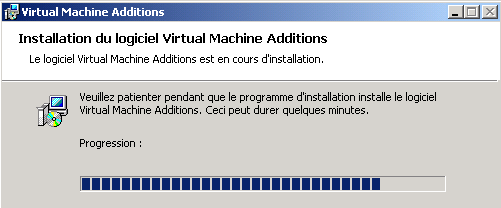 Virtual Machine Additions
Installation du logiciel Virtual Machine Additions
Le logiciel Virtual Machine Additions est en cours d'installation.
Veuillez patienter pendant que le programme d'installation installe le logiciel
Virtual Machine Additions. Ceci peut durer quelques minutes.
Progression :